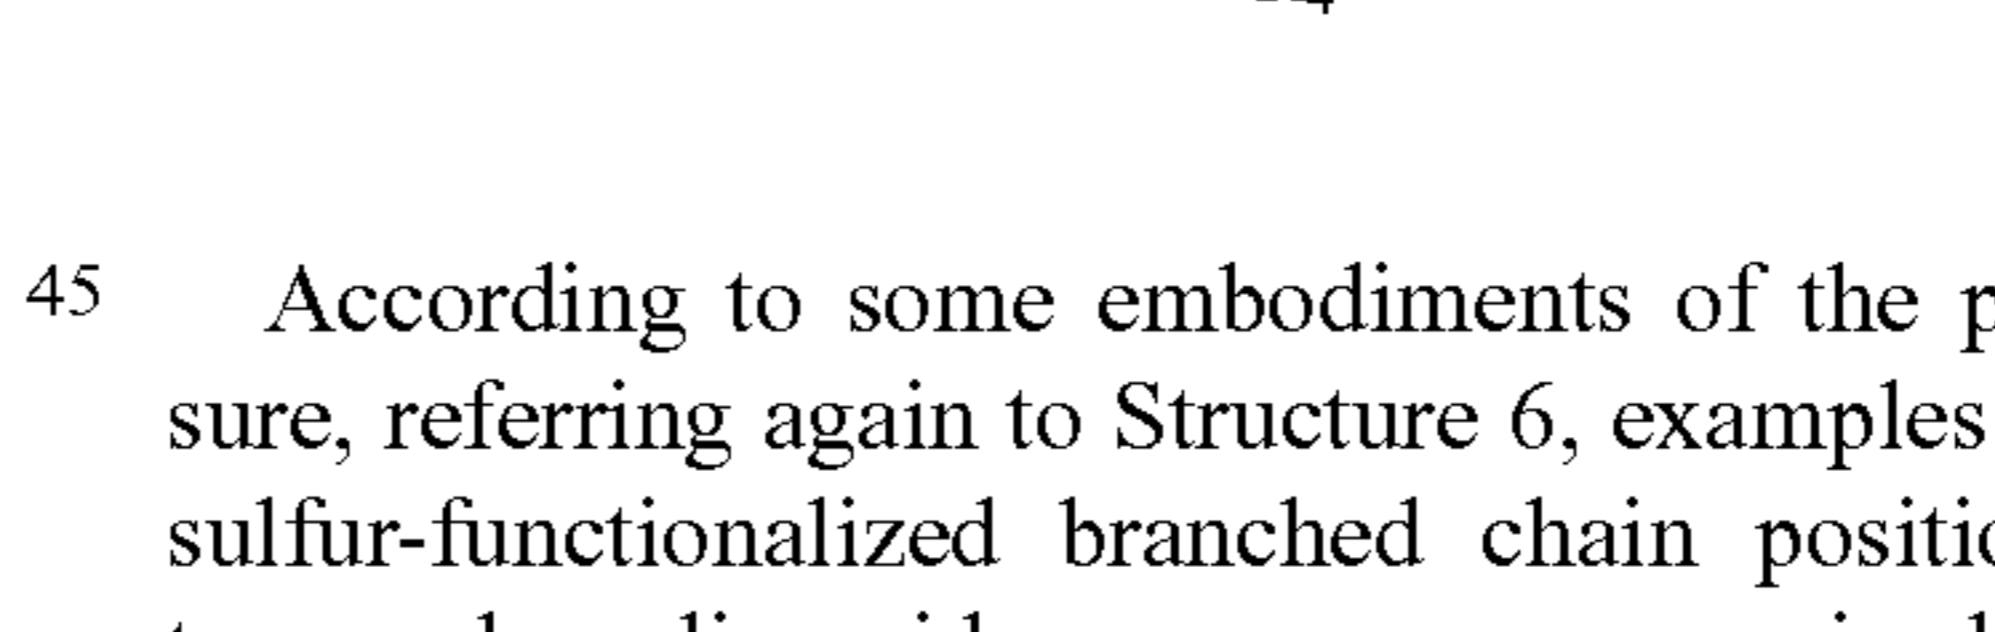 45 According to some embodiments of the
sure, referring again to Structure 6, examples
sulfur-functionalized branched chain